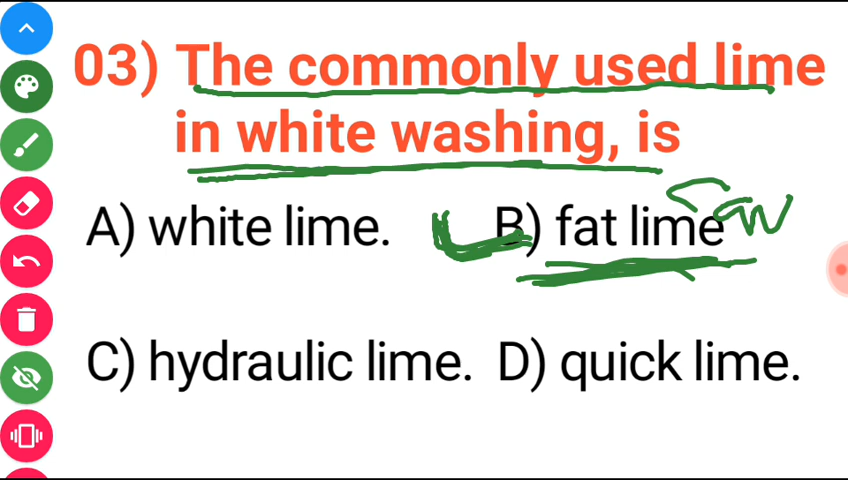 03) The commonly used lime
in white washing, is
A) white lime. B) fat lime
C) hydraulic lime. D) quick lime.